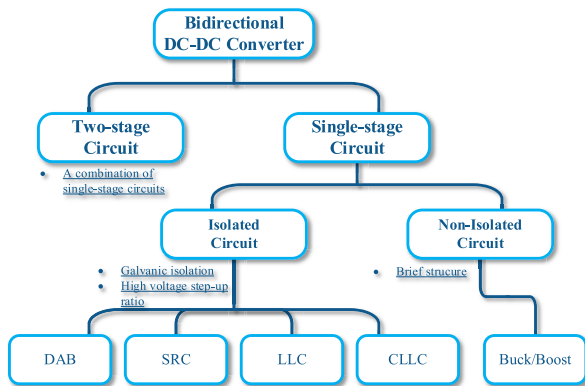 Bidirectional
DC-DC Converter
Two-stage
Circuit
Single-stage
Circuit
• A combination of
single-stage circuits
Isolated
Circuit
Non-Isolated
Circuit
• Galvanic isolation
• High voltage step-up
ratio
• Brief strucure
DAB
SRC
LLC
CLLC
Buck/Boost